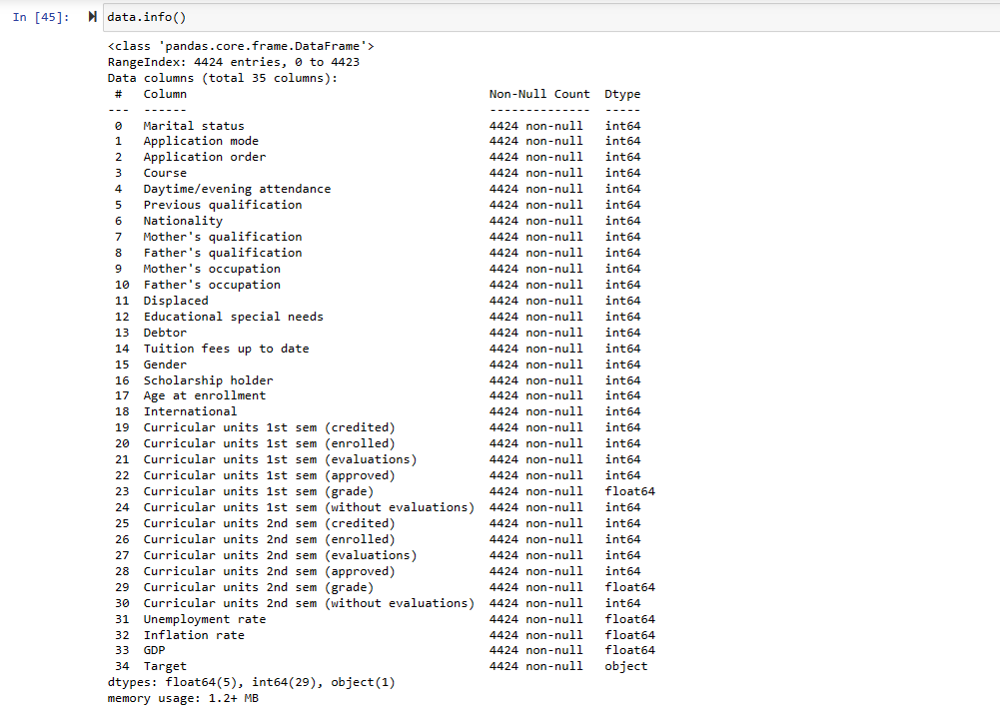 In [45]: data.info()
<class 'pandas.core.frame.DataFrame'>
RangeIndex: 4424 entries, 0 to 4423
Data columns (total 35 columns):
 #   Column                                          Non-Null Count  Dtype
---  ------                                          --------------  -----
 0   Marital status                                  4424 non-null   int64
 1   Application mode                                4424 non-null   int64
 2   Application order                               4424 non-null   int64
 3   Course                                          4424 non-null   int64
 4   Daytime/evening attendance                      4424 non-null   int64
 5   Previous qualification                          4424 non-null   int64
 6   Nationality                                     4424 non-null   int64
 7   Mother's qualification                          4424 non-null   int64
 8   Father's qualification                          4424 non-null   int64
 9   Mother's occupation                             4424 non-null   int64
 10  Father's occupation                             4424 non-null   int64
 11  Displaced                                       4424 non-null   int64
 12  Educational special needs                       4424 non-null   int64
 13  Debtor                                          4424 non-null   int64
 14  Tuition fees up to date                         4424 non-null   int64
 15  Gender                                          4424 non-null   int64
 16  Scholarship holder                              4424 non-null   int64
 17  Age at enrollment                               4424 non-null   int64
 18  International                                   4424 non-null   int64
 19  Curricular units 1st sem (credited)             4424 non-null   int64
 20  Curricular units 1st sem (enrolled)             4424 non-null   int64
 21  Curricular units 1st sem (evaluations)          4424 non-null   int64
 22  Curricular units 1st sem (approved)             4424 non-null   int64
 23  Curricular units 1st sem (grade)                4424 non-null   float64
 24  Curricular units 1st sem (without evaluations)  4424 non-null   int64
 25  Curricular units 2nd sem (credited)             4424 non-null   int64
 26  Curricular units 2nd sem (enrolled)             4424 non-null   int64
 27  Curricular units 2nd sem (evaluations)          4424 non-null   int64
 28  Curricular units 2nd sem (approved)             4424 non-null   int64
 29  Curricular units 2nd sem (grade)                4424 non-null   float64
 30  Curricular units 2nd sem (without evaluations)  4424 non-null   int64
 31  Unemployment rate                               4424 non-null   float64
 32  Inflation rate                                  4424 non-null   float64
 33  GDP                                             4424 non-null   float64
 34  Target                                          4424 non-null   object
dtypes: float64(5), int64(29), object(1)
memory usage: 1.2+ MB